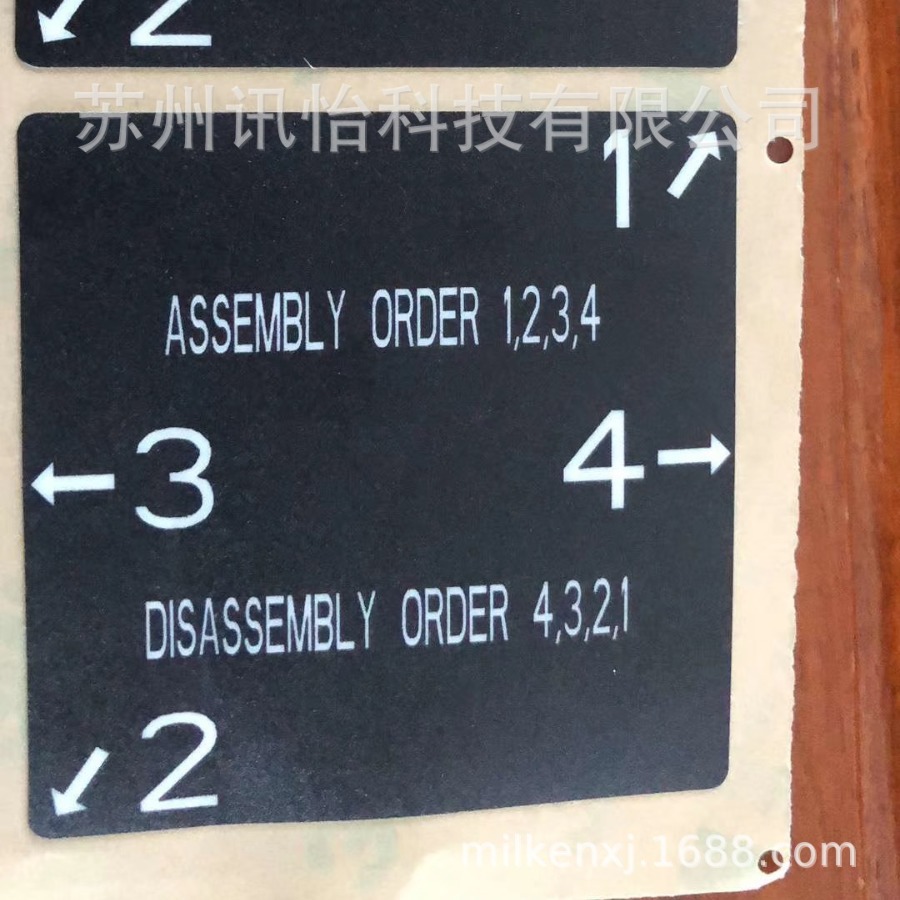 2
苏州讯怡科技有限公司
1
ASSEMBLY ORDER 1,2,3,4
3 4
DISASSEMBLY ORDER 4,3,2,1
2
milkenxj.1688.com